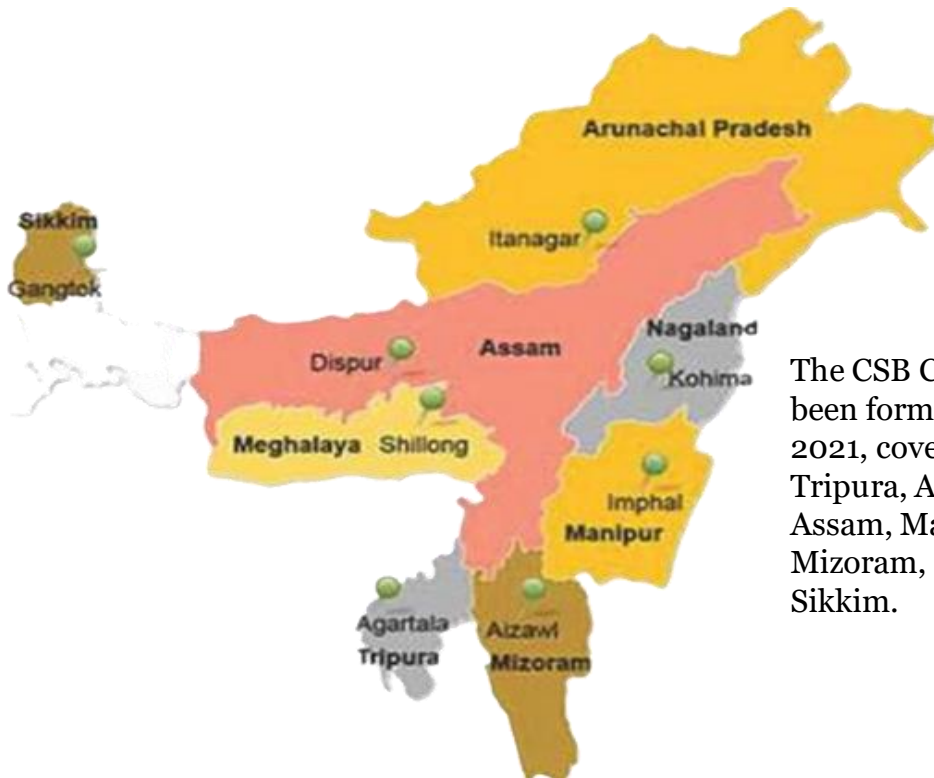 Arunachal Pradesh
Sikkim
Itanagar
Gangtok
Nagaland
Dispur
Assam
Kohima
Meghalaya Shillong
Imphal
Manipur
Agartala
Aizawl
Tripura
Mizoram
The CSB C
been form
2021, cove
Tripura, A
Assam, Ma
Mizoram,
Sikkim.